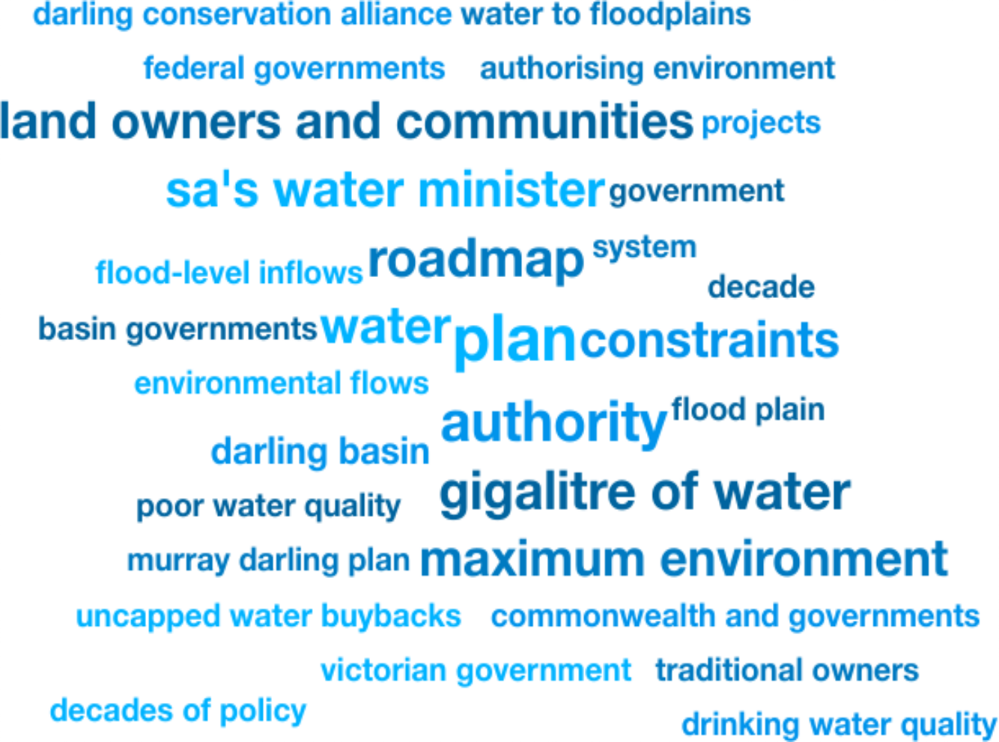 darling conservation alliance water to floodplains
federal governments authorising environment
land owners and communities projects
sa's water minister government
roadmap system
flood-level inflows
decade
basin governments water plan constraints
environmental flows
authority flood plain
darling basin
gigalitre of water
poor water quality
murray darling plan maximum environment
uncapped water buybacks commonwealth and governments
victorian government traditional owners
decades of policy
drinking water quality